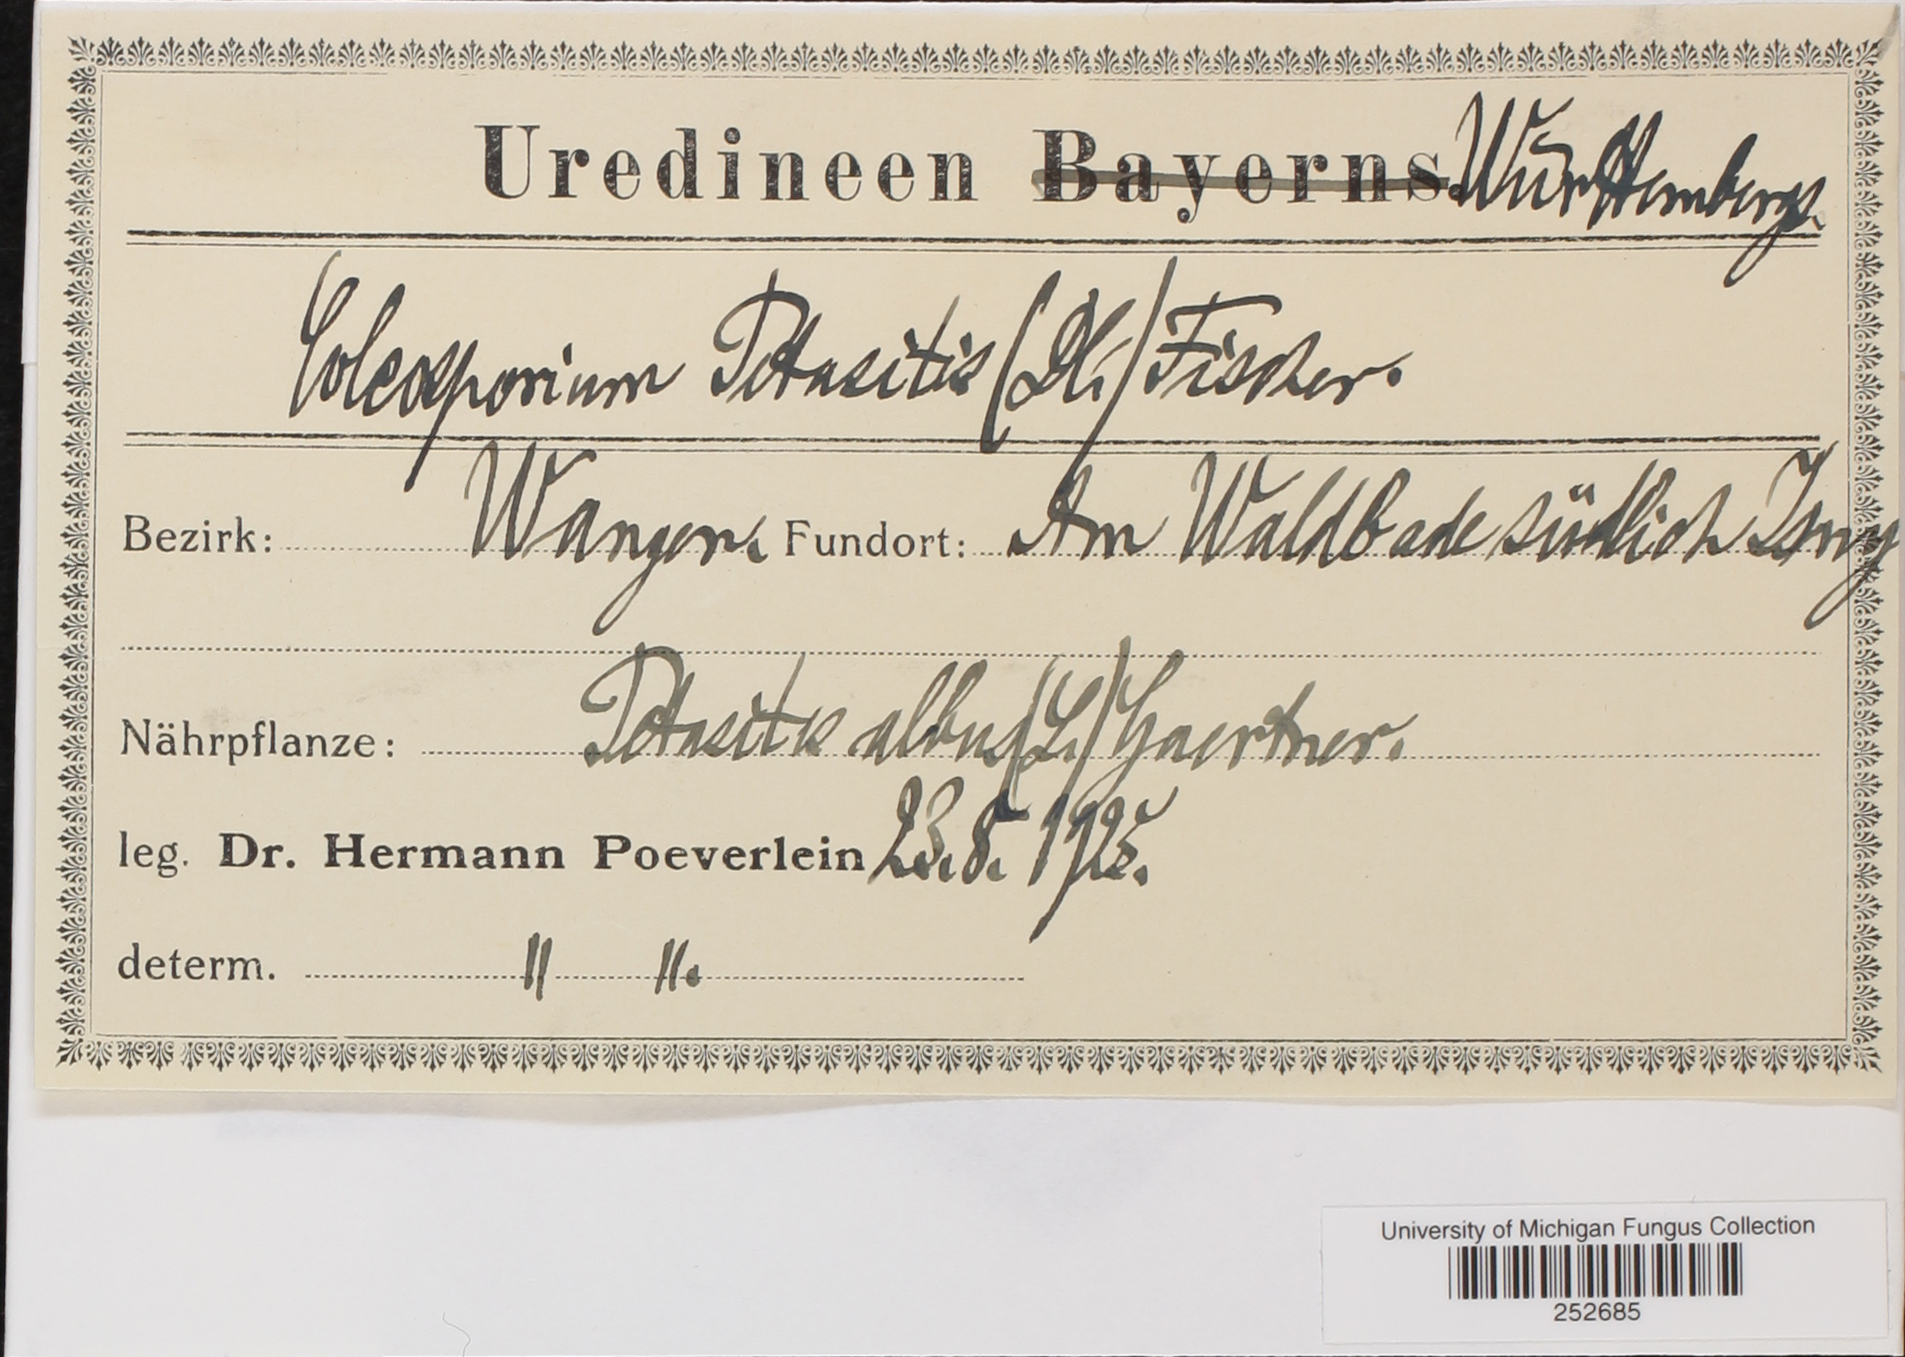 Uredineen Bayerns. Württembergs.
Coleosporium Petasitis (DC.) Fischer.
Bezirk: Wangen. Fundort: Am Waldbade südlich Isny
Nährpflanze: Petasites albus (L.) Gaertner.
leg. Dr. Hermann Poeverlein 23.8.1925.
determ. " ".
University of Michigan Fungus Collection
252685